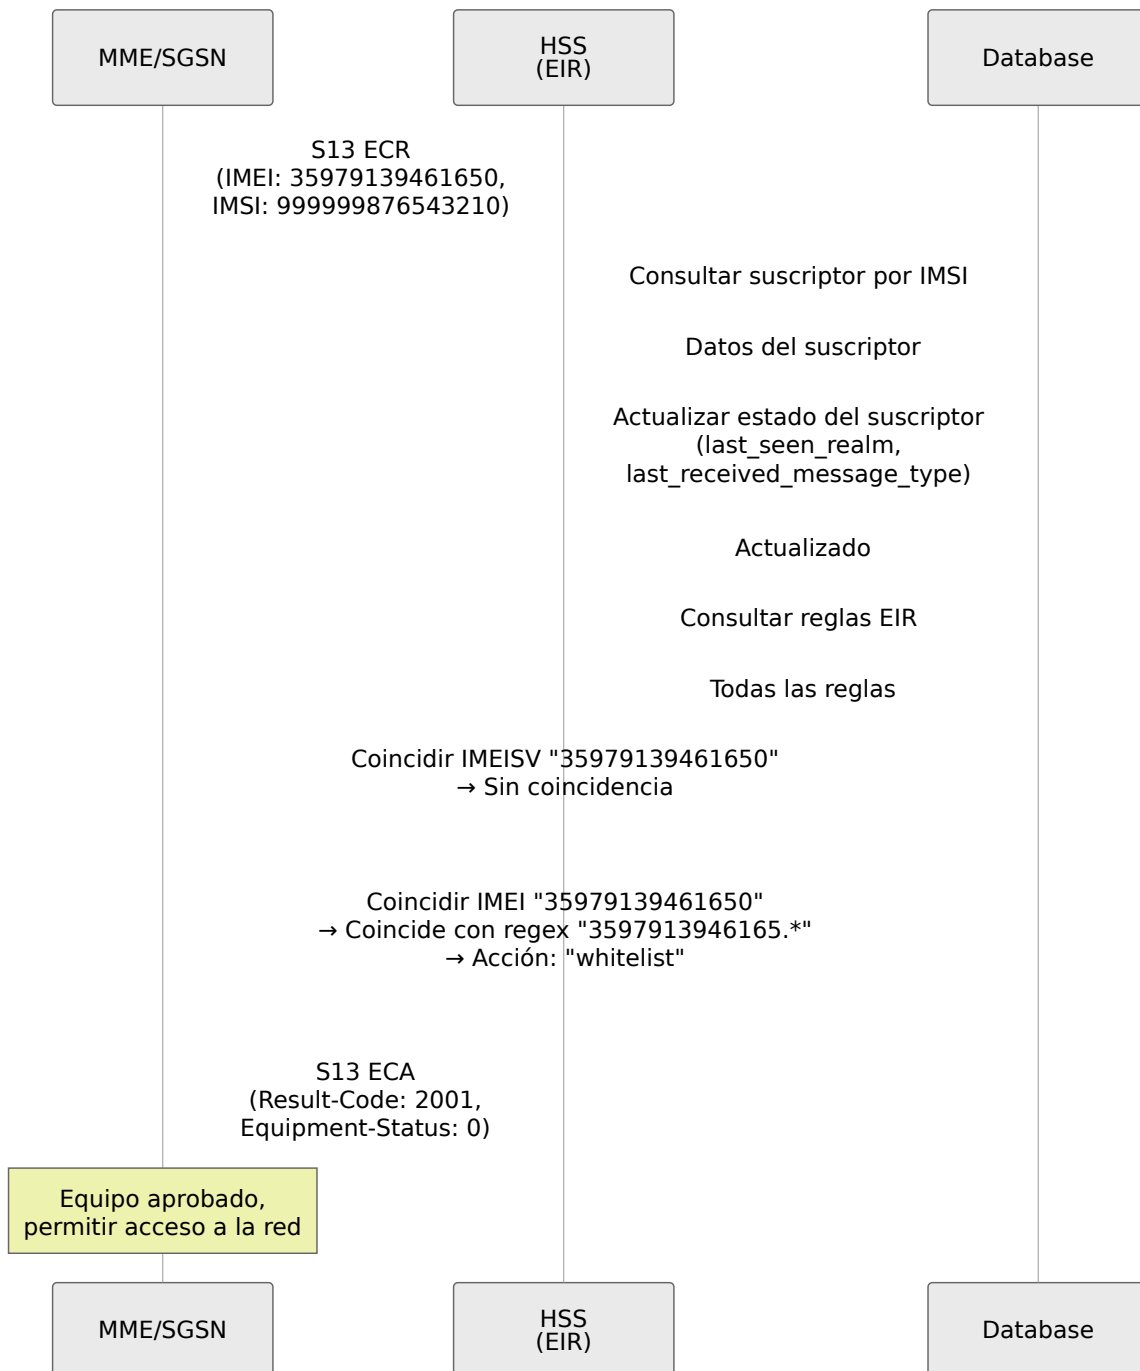 MME/SGSN
HSS
(EIR)
Database
S13 ECR
(IMEI: 35979139461650,
IMSI: 999999876543210)
Consultar suscriptor por IMSI
Datos del suscriptor
Actualizar estado del suscriptor
(last_seen_realm,
last_received_message_type)
Actualizado
Consultar reglas EIR
Todas las reglas
Coincidir IMEISV "35979139461650"
→ Sin coincidencia
Coincidir IMEI "35979139461650"
→ Coincide con regex "3597913946165.*"
→ Acción: "whitelist"
S13 ECA
(Result-Code: 2001,
Equipment-Status: 0)
Equipo aprobado,
permitir acceso a la red
MME/SGSN
HSS
(EIR)
Database